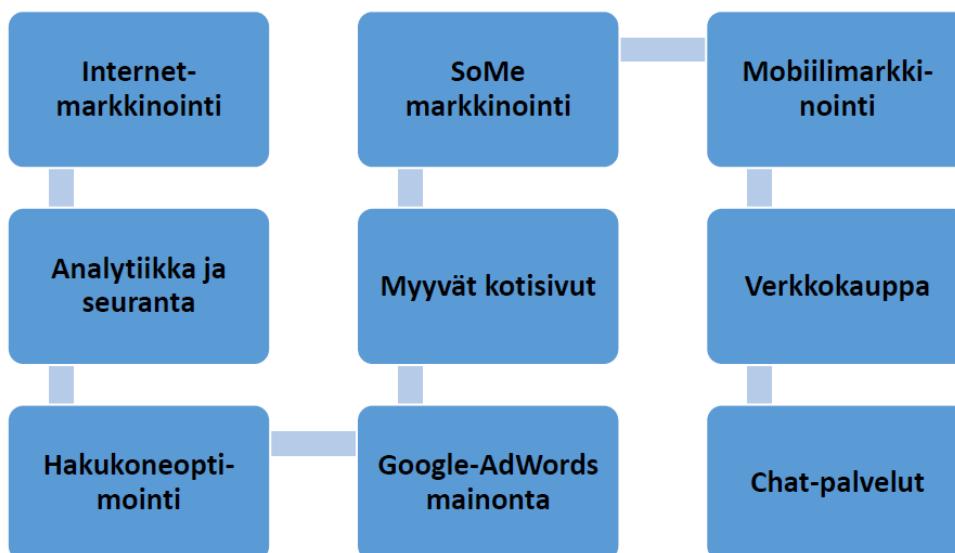 Internet-
markkinointi
Analytiikka ja
seuranta
Hakukoneopti-
mointi
Google-AdWords
mainonta
Myyvät kotisivut
SoMe
markkinointi
Mobiilimarkki-
nointi
Verkkokauppa
Chat-palvelut